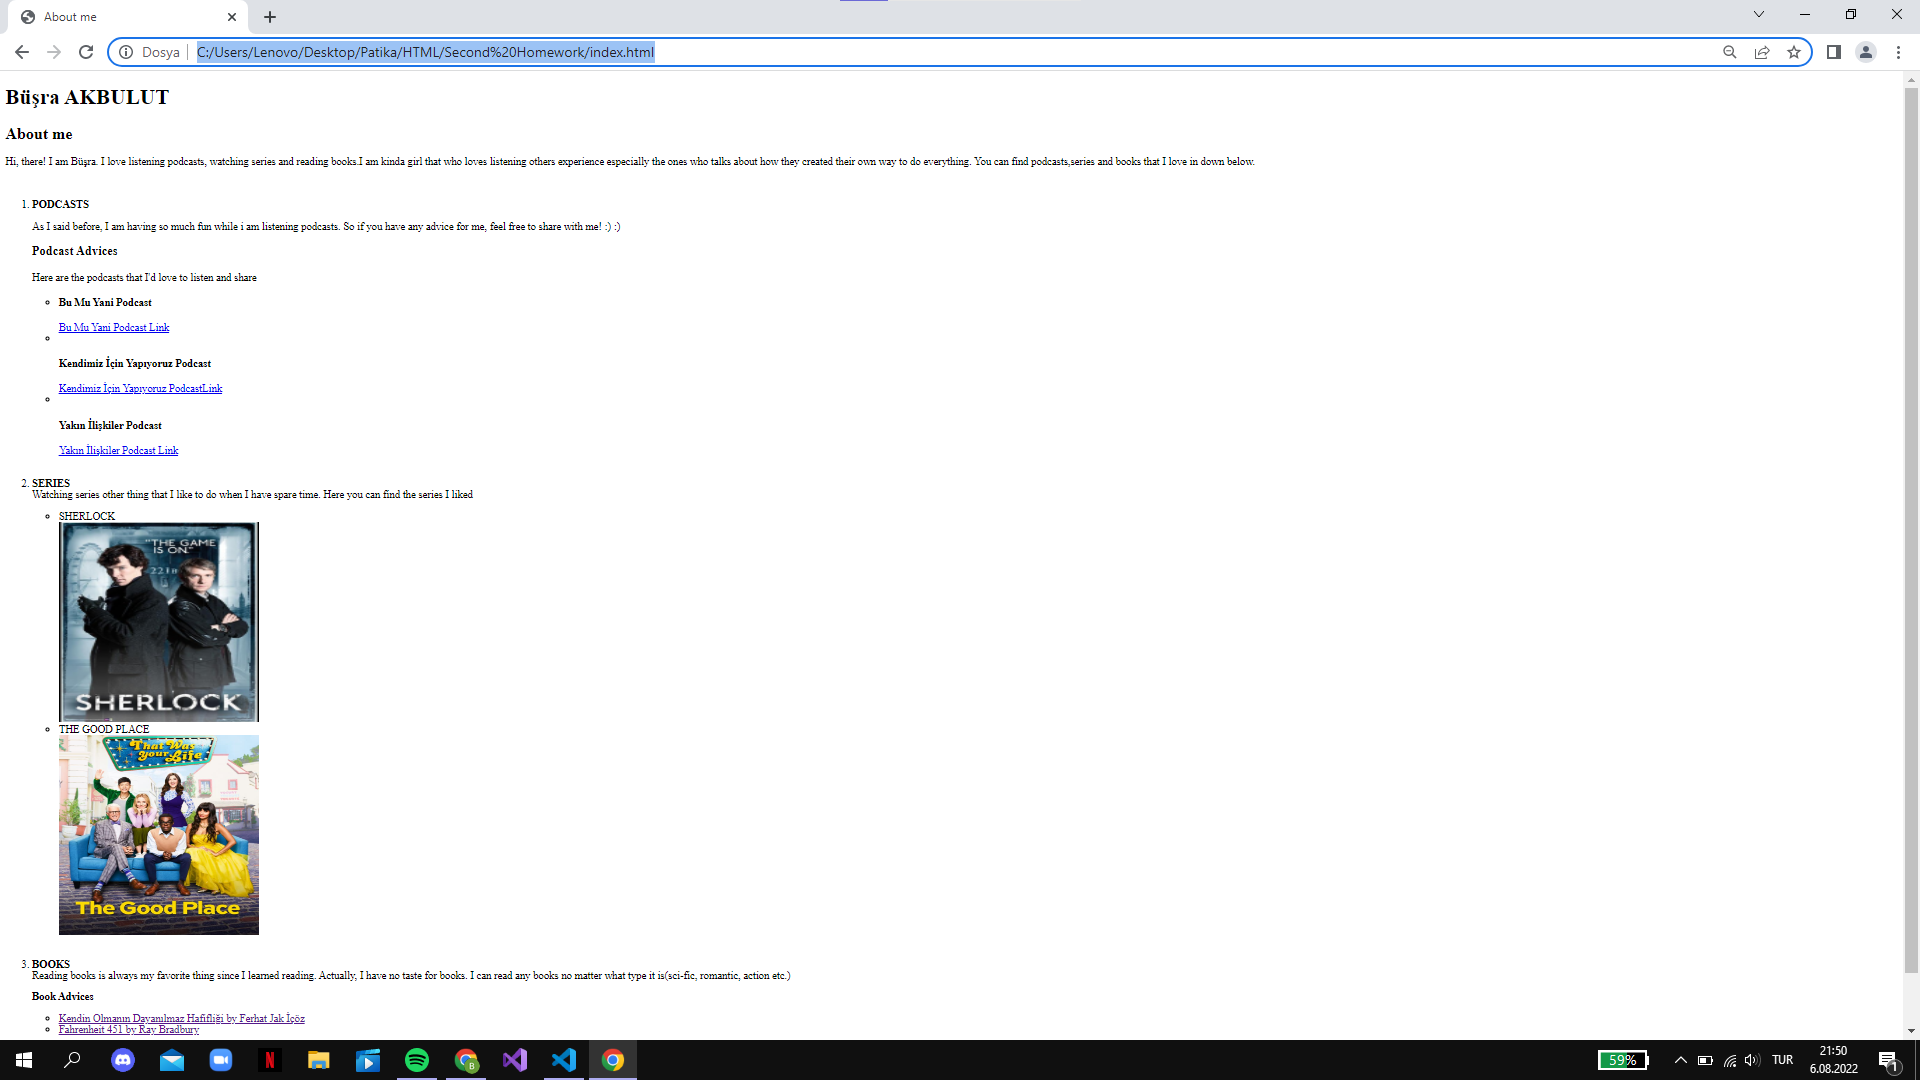 About me
Dosya
C:/Users/Lenovo/Desktop/Patika/HTML/Second%20Homework/index.html
Büşra AKBULUT
About me
Hi, there! I am Büşra. I love listening podcasts, watching series and reading books.I am kinda girl that who loves listening others experience especially the ones who talks about how they created their own way to do everything. You can find podcasts,series and books that I love in down below.
1. PODCASTS
As I said before, I am having so much fun while i am listening podcasts. So if you have any advice for me, feel free to share with me! :) :)
Podcast Advices
Here are the podcasts that I'd love to listen and share
Bu Mu Yani Podcast
Bu Mu Yani Podcast Link
Kendimiz İçin Yapıyoruz Podcast
Kendimiz İçin Yapıyoruz PodcastLink
Yakın İlişkiler Podcast
Yakın İlişkiler Podcast Link
2. SERIES
Watching series other thing that I like to do when I have spare time. Here you can find the series I liked
SHERLOCK
"THE GAME
IS ON."
SHERLOCK
THE GOOD PLACE
That Was
Your Life
The Good Place
3. BOOKS
Reading books is always my favorite thing since I learned reading. Actually, I have no taste for books. I can read any books no matter what type it is(sci-fic, romantic, action etc.)
Book Advices
Kendin Olmanın Dayanılmaz Hafifliği by Ferhat Jak İçöz
Fahrenheit 451 by Ray Bradbury
59%
TUR
21:50
6.08.2022
1